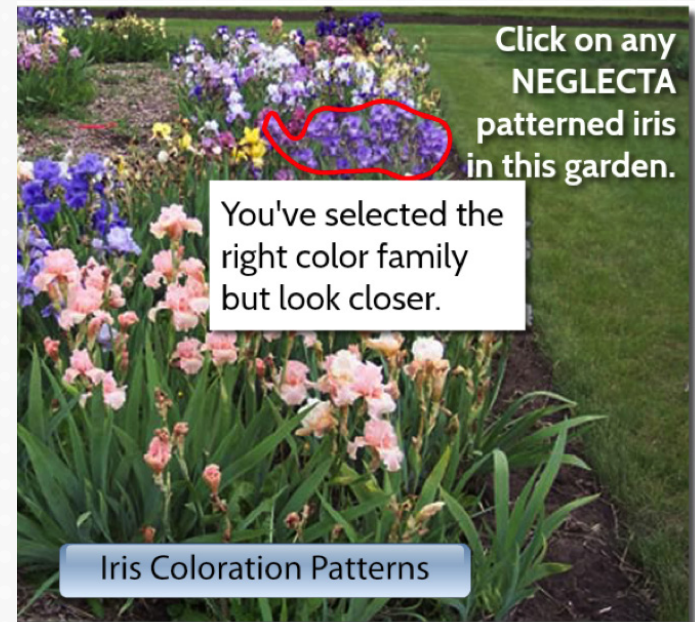 Click on any
NEGLECTA
patterned iris
in this garden.
You've selected the
right color family
but look closer.
Iris Coloration Patterns